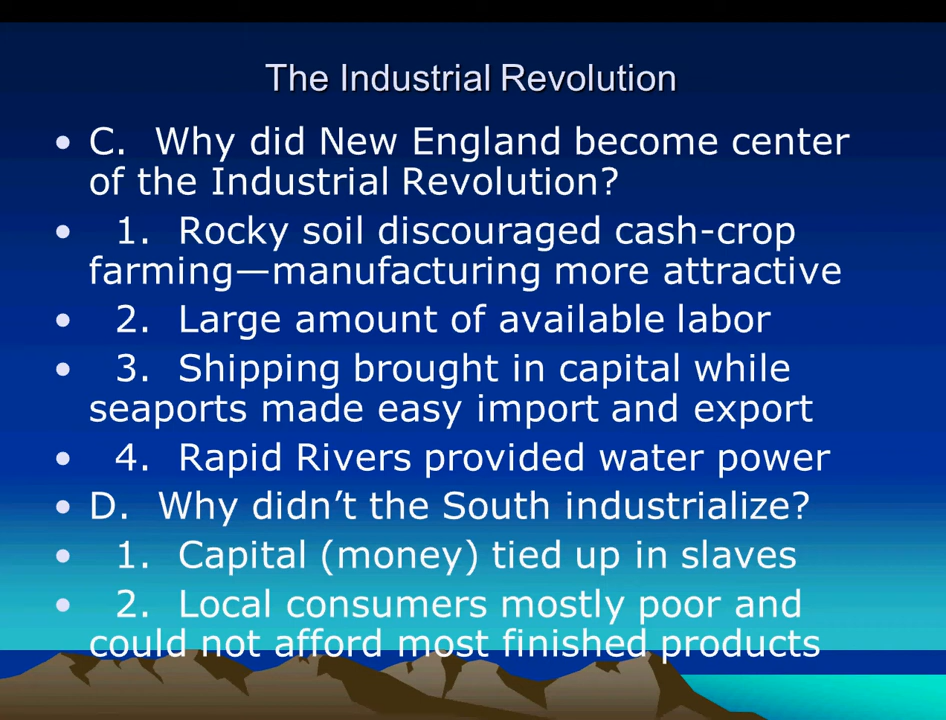 The Industrial Revolution
• C. Why did New England become center
of the Industrial Revolution?
• 1. Rocky soil discouraged cash-crop
farming—manufacturing more attractive
• 2. Large amount of available labor
• 3. Shipping brought in capital while
seaports made easy import and export
• 4. Rapid Rivers provided water power
• D. Why didn't the South industrialize?
• 1. Capital (money) tied up in slaves
• 2. Local consumers mostly poor and
could not afford most finished products